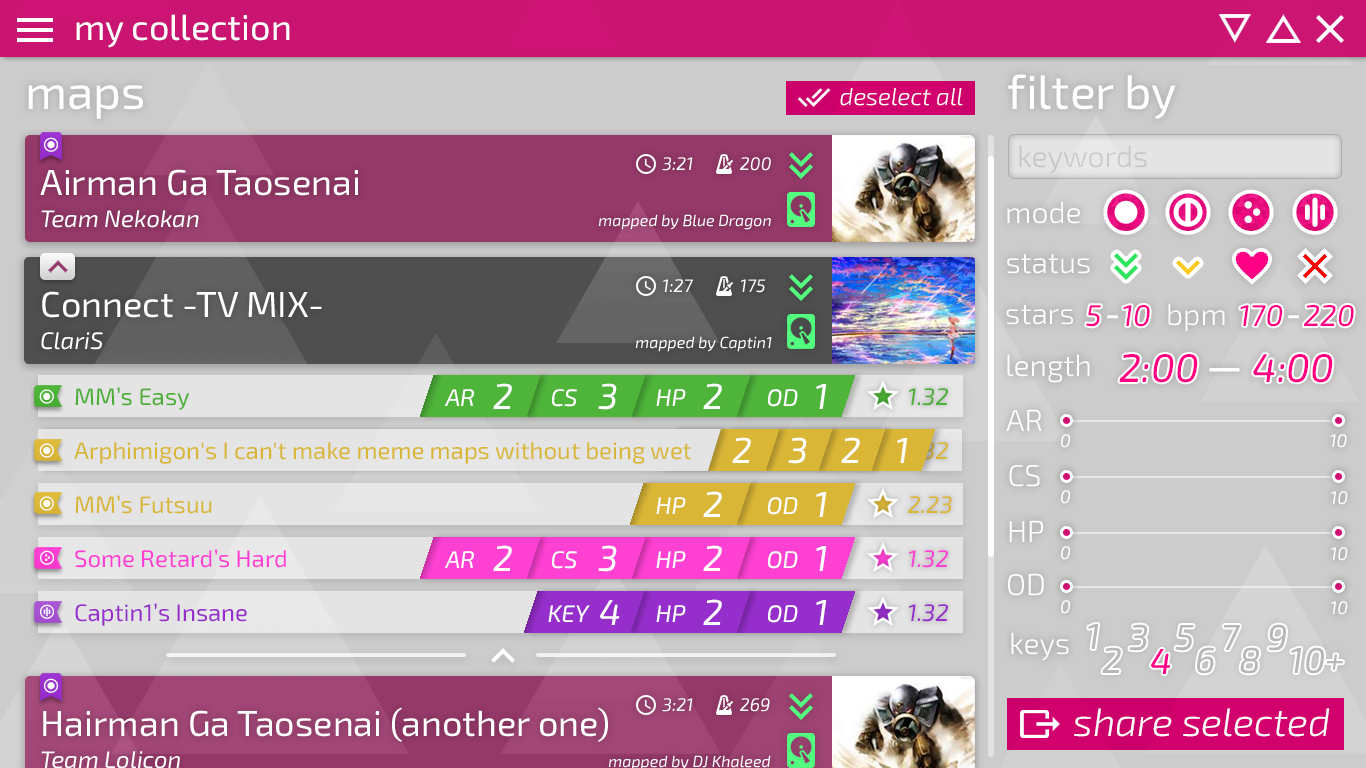 my collection
maps
deselect all
Airman Ga Taosenai
Team Nekokan
3:21 200
mapped by Blue Dragon
Connect -TV MIX-
ClariS
1:27 175
mapped by Captin1
MM's Easy AR 2 CS 3 HP 2 OD 1 1.32
Arphimigon's I can't make meme maps without being wet 2 3 2 1 32
MM's Futsuu HP 2 OD 1 2.23
Some Retard's Hard AR 2 CS 3 HP 2 OD 1 1.32
Captin1's Insane KEY 4 HP 2 OD 1 1.32
Hairman Ga Taosenai (another one)
Team Lolicon
3:21 269
mapped by DJ Khaleed
filter by
keywords
mode
status
stars 5-10 bpm 170-220
length 2:00 — 4:00
AR
0 10
CS
0 10
HP
0 10
OD
0 10
keys 1 2 3 4 5 6 7 8 9 10+
share selected